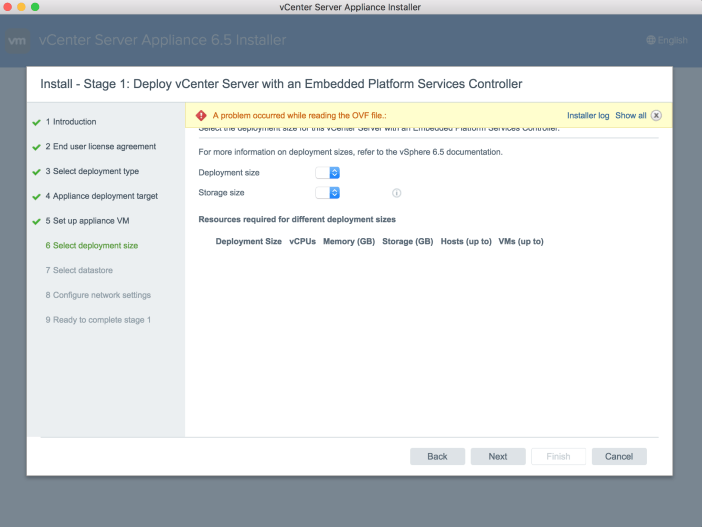 vCenter Server Appliance Installer
vm vCenter Server Appliance 6.5 Installer
English
Install - Stage 1: Deploy vCenter Server with an Embedded Platform Services Controller
1 Introduction
2 End user license agreement
3 Select deployment type
4 Appliance deployment target
5 Set up appliance VM
6 Select deployment size
7 Select datastore
8 Configure network settings
9 Ready to complete stage 1
A problem occurred while reading the OVF file.:
Installer log Show all
Select the deployment size for this vCenter Server with an Embedded Platform Services Controller.
For more information on deployment sizes, refer to the vSphere 6.5 documentation.
Deployment size
Storage size
Resources required for different deployment sizes
Deployment Size vCPUs Memory (GB) Storage (GB) Hosts (up to) VMs (up to)
Back Next Finish Cancel